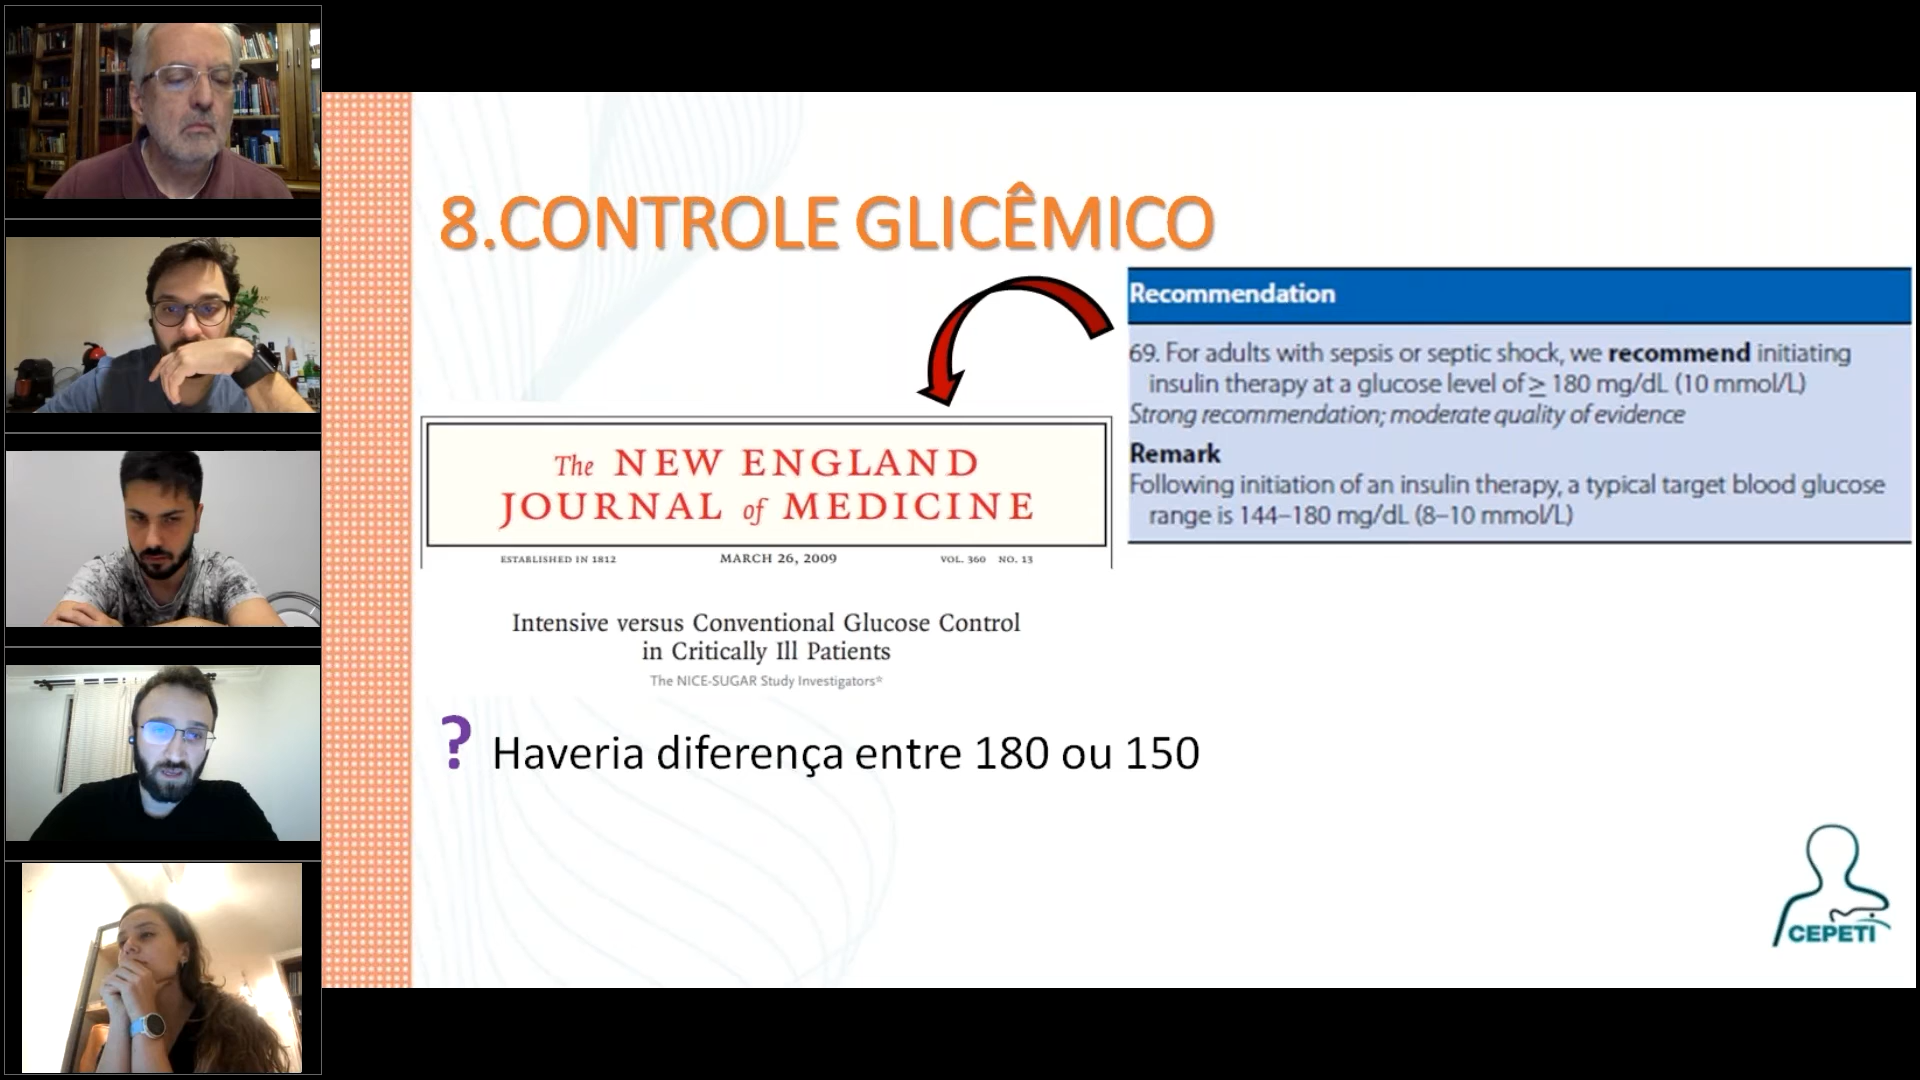 8.CONTROLE GLICÊMICO
Recommendation
69. For adults with sepsis or septic shock, we recommend initiating
insulin therapy at a glucose level of ≥ 180 mg/dL (10 mmol/L)
Strong recommendation; moderate quality of evidence
Remark
Following initiation of an insulin therapy, a typical target blood glucose
range is 144–180 mg/dL (8–10 mmol/L)
The NEW ENGLAND
JOURNAL of MEDICINE
ESTABLISHED IN 1812 MARCH 26, 2009 VOL. 360 NO. 13
Intensive versus Conventional Glucose Control
in Critically Ill Patients
The NICE-SUGAR Study Investigators*
? Haveria diferença entre 180 ou 150
CEPETI